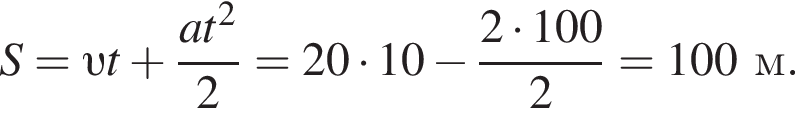 S = υt + at²/2 = 20 · 10 − 2 · 100/2 = 100 м.